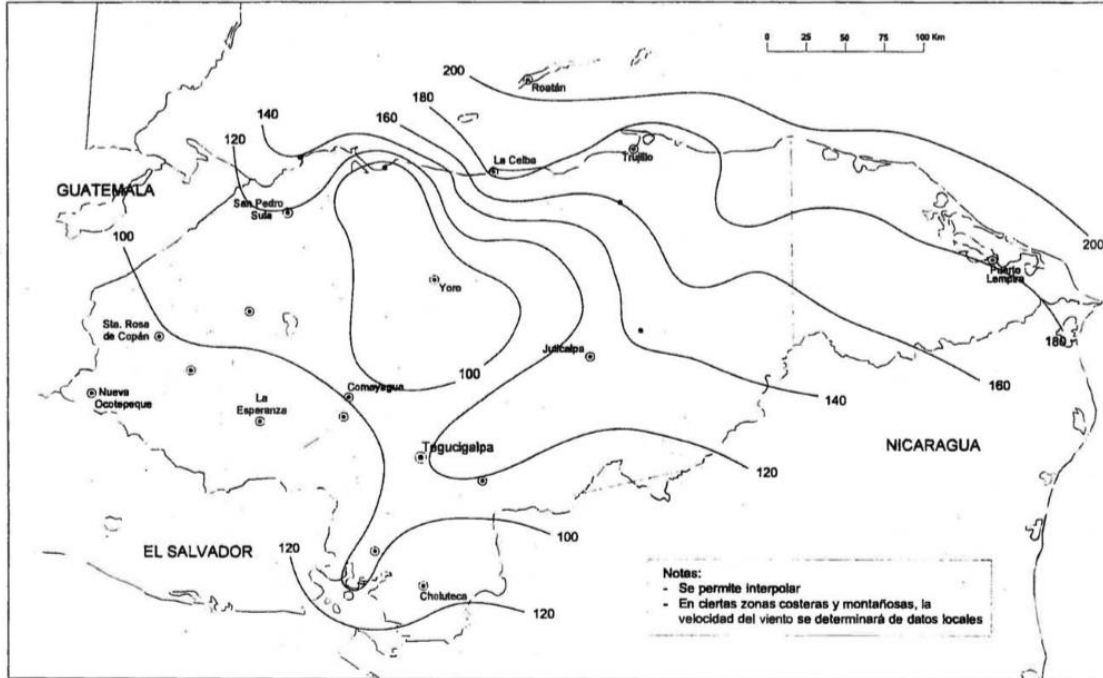 0 25 50 75 100 Km
200
Roatán
180
140
160
120
La Ceiba
Trujillo
GUATEMALA
San Pedro
Sula
100
200
Puerto
Lempira
Yoro
Sta. Rosa
de Copán
180
Juticalpa
100
160
Comayagua
Nueva
Ocotepeque
La
Esperanza
140
Tegucigalpa
NICARAGUA
120
100
EL SALVADOR
120
Choluteca
120
Notas:
- Se permite interpolar
- En ciertas zonas costeras y montañosas, la
velocidad del viento se determinará de datos locales